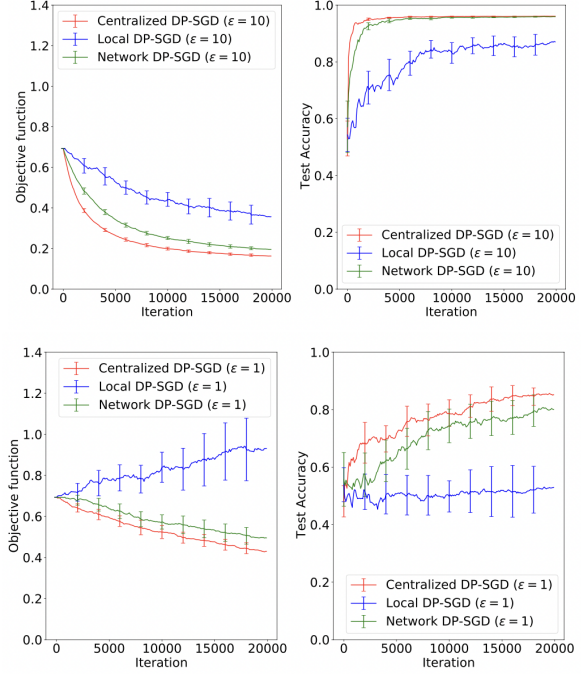 1.4
1.2
1.0
0.8
0.6
0.4
0.2
0.0
Objective function
Centralized DP-SGD (ε = 10)
Local DP-SGD (ε = 10)
Network DP-SGD (ε = 10)
0 5000 10000 15000 20000
Iteration
1.0
0.8
0.6
0.4
0.2
0.0
Test Accuracy
Centralized DP-SGD (ε = 10)
Local DP-SGD (ε = 10)
Network DP-SGD (ε = 10)
0 5000 10000 15000 20000
Iteration
1.4
1.2
1.0
0.8
0.6
0.4
0.2
0.0
Objective function
Centralized DP-SGD (ε = 1)
Local DP-SGD (ε = 1)
Network DP-SGD (ε = 1)
0 5000 10000 15000 20000
Iteration
1.0
0.8
0.6
0.4
0.2
0.0
Test Accuracy
Centralized DP-SGD (ε = 1)
Local DP-SGD (ε = 1)
Network DP-SGD (ε = 1)
0 5000 10000 15000 20000
Iteration